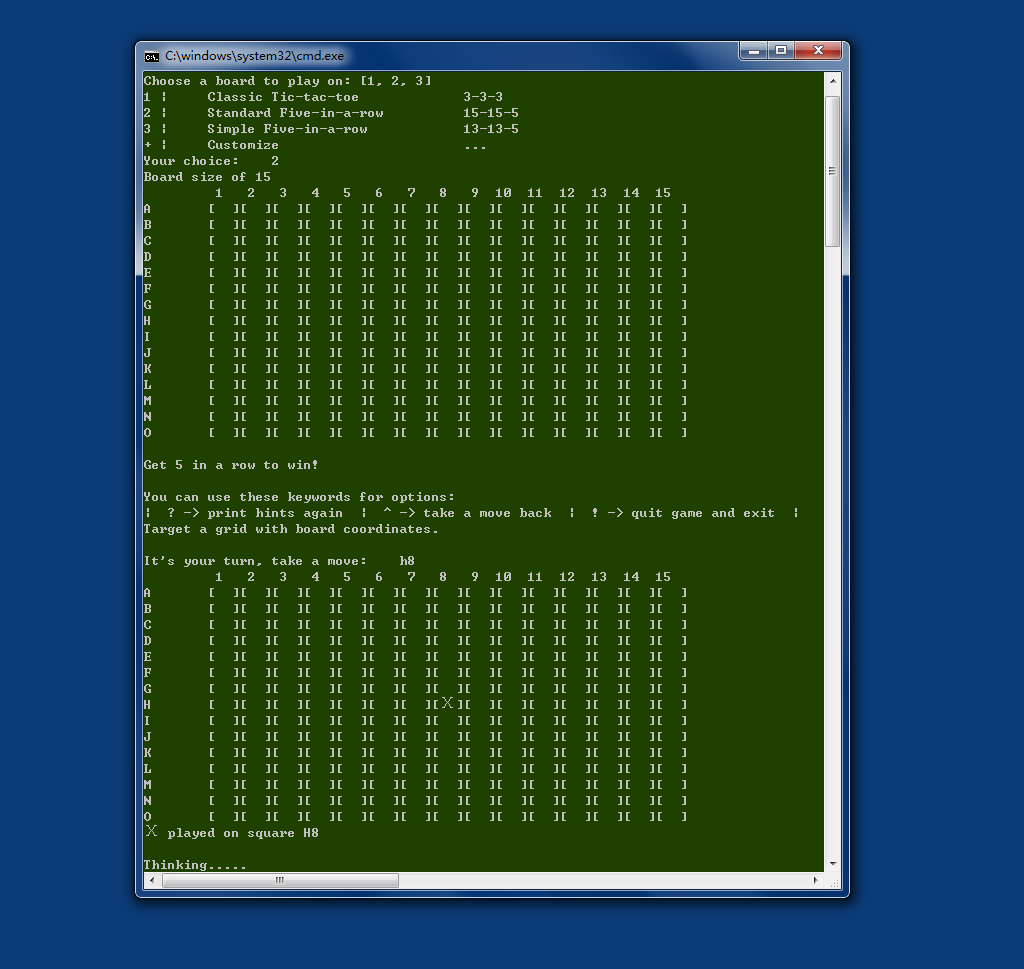 C:\windows\system32\cmd.exe
Choose a board to play on: [1, 2, 3]
1 ¦     Classic Tic-tac-toe             3-3-3
2 ¦     Standard Five-in-a-row          15-15-5
3 ¦     Simple Five-in-a-row            13-13-5
+ ¦     Customize                       ...
Your choice:    2
Board size of 15
         1   2   3   4   5   6   7   8   9  10  11  12  13  14  15
A       [  ][  ][  ][  ][  ][  ][  ][  ][  ][  ][  ][  ][  ][  ][  ]
B       [  ][  ][  ][  ][  ][  ][  ][  ][  ][  ][  ][  ][  ][  ][  ]
C       [  ][  ][  ][  ][  ][  ][  ][  ][  ][  ][  ][  ][  ][  ][  ]
D       [  ][  ][  ][  ][  ][  ][  ][  ][  ][  ][  ][  ][  ][  ][  ]
E       [  ][  ][  ][  ][  ][  ][  ][  ][  ][  ][  ][  ][  ][  ][  ]
F       [  ][  ][  ][  ][  ][  ][  ][  ][  ][  ][  ][  ][  ][  ][  ]
G       [  ][  ][  ][  ][  ][  ][  ][  ][  ][  ][  ][  ][  ][  ][  ]
H       [  ][  ][  ][  ][  ][  ][  ][  ][  ][  ][  ][  ][  ][  ][  ]
I       [  ][  ][  ][  ][  ][  ][  ][  ][  ][  ][  ][  ][  ][  ][  ]
J       [  ][  ][  ][  ][  ][  ][  ][  ][  ][  ][  ][  ][  ][  ][  ]
K       [  ][  ][  ][  ][  ][  ][  ][  ][  ][  ][  ][  ][  ][  ][  ]
L       [  ][  ][  ][  ][  ][  ][  ][  ][  ][  ][  ][  ][  ][  ][  ]
M       [  ][  ][  ][  ][  ][  ][  ][  ][  ][  ][  ][  ][  ][  ][  ]
N       [  ][  ][  ][  ][  ][  ][  ][  ][  ][  ][  ][  ][  ][  ][  ]
O       [  ][  ][  ][  ][  ][  ][  ][  ][  ][  ][  ][  ][  ][  ][  ]
Get 5 in a row to win!
You can use these keywords for options:
¦  ? -> print hints again  ¦  ^ -> take a move back  ¦  ! -> quit game and exit  ¦
Target a grid with board coordinates.
It's your turn, take a move:    h8
         1   2   3   4   5   6   7   8   9  10  11  12  13  14  15
A       [  ][  ][  ][  ][  ][  ][  ][  ][  ][  ][  ][  ][  ][  ][  ]
B       [  ][  ][  ][  ][  ][  ][  ][  ][  ][  ][  ][  ][  ][  ][  ]
C       [  ][  ][  ][  ][  ][  ][  ][  ][  ][  ][  ][  ][  ][  ][  ]
D       [  ][  ][  ][  ][  ][  ][  ][  ][  ][  ][  ][  ][  ][  ][  ]
E       [  ][  ][  ][  ][  ][  ][  ][  ][  ][  ][  ][  ][  ][  ][  ]
F       [  ][  ][  ][  ][  ][  ][  ][  ][  ][  ][  ][  ][  ][  ][  ]
G       [  ][  ][  ][  ][  ][  ][  ][  ][  ][  ][  ][  ][  ][  ][  ]
H       [  ][  ][  ][  ][  ][  ][  ][X][  ][  ][  ][  ][  ][  ][  ]
I       [  ][  ][  ][  ][  ][  ][  ][  ][  ][  ][  ][  ][  ][  ][  ]
J       [  ][  ][  ][  ][  ][  ][  ][  ][  ][  ][  ][  ][  ][  ][  ]
K       [  ][  ][  ][  ][  ][  ][  ][  ][  ][  ][  ][  ][  ][  ][  ]
L       [  ][  ][  ][  ][  ][  ][  ][  ][  ][  ][  ][  ][  ][  ][  ]
M       [  ][  ][  ][  ][  ][  ][  ][  ][  ][  ][  ][  ][  ][  ][  ]
N       [  ][  ][  ][  ][  ][  ][  ][  ][  ][  ][  ][  ][  ][  ][  ]
O       [  ][  ][  ][  ][  ][  ][  ][  ][  ][  ][  ][  ][  ][  ][  ]
X played on square H8
Thinking.....